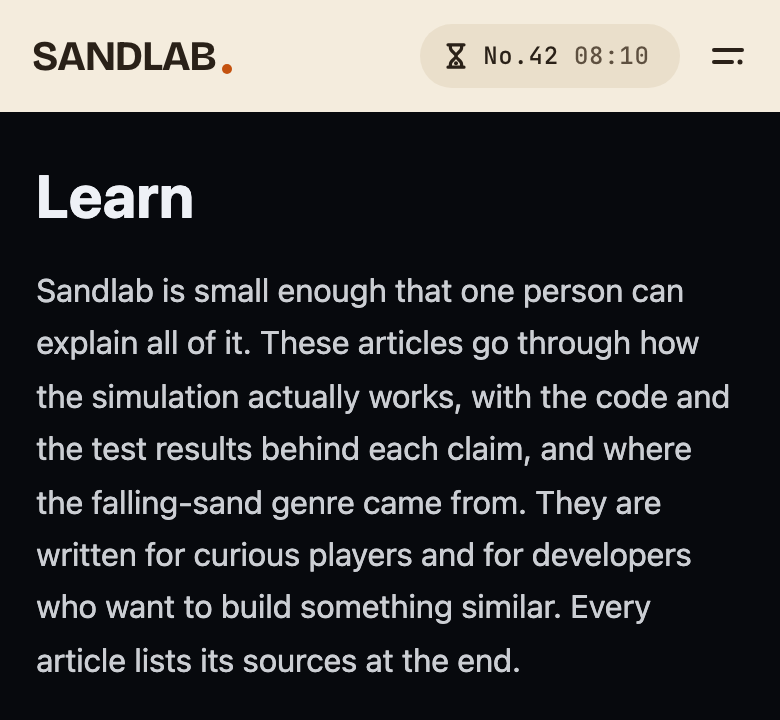 SANDLAB.
No.42 08:10
Learn
Sandlab is small enough that one person can
explain all of it. These articles go through how
the simulation actually works, with the code and
the test results behind each claim, and where
the falling-sand genre came from. They are
written for curious players and for developers
who want to build something similar. Every
article lists its sources at the end.